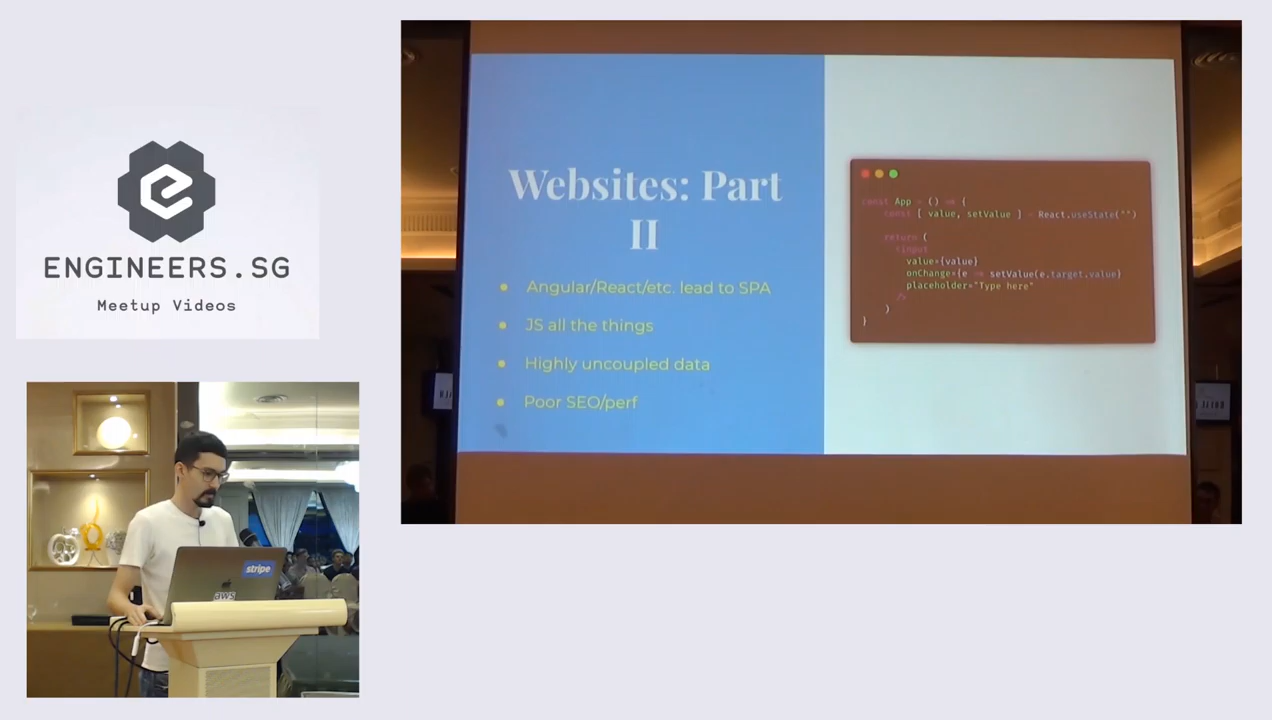 ENGINEERS.SG
Meetup Videos
Websites: Part
II
Angular/React/etc. lead to SPA
JS all the things
Highly uncoupled data
Poor SEO/perf
const App = () => {
const [ value, setValue ] = React.useState("")
return (
<input
value={value}
onChange={e => setValue(e.target.value)
placeholder="Type here"
/>
)
}
stripe
aws